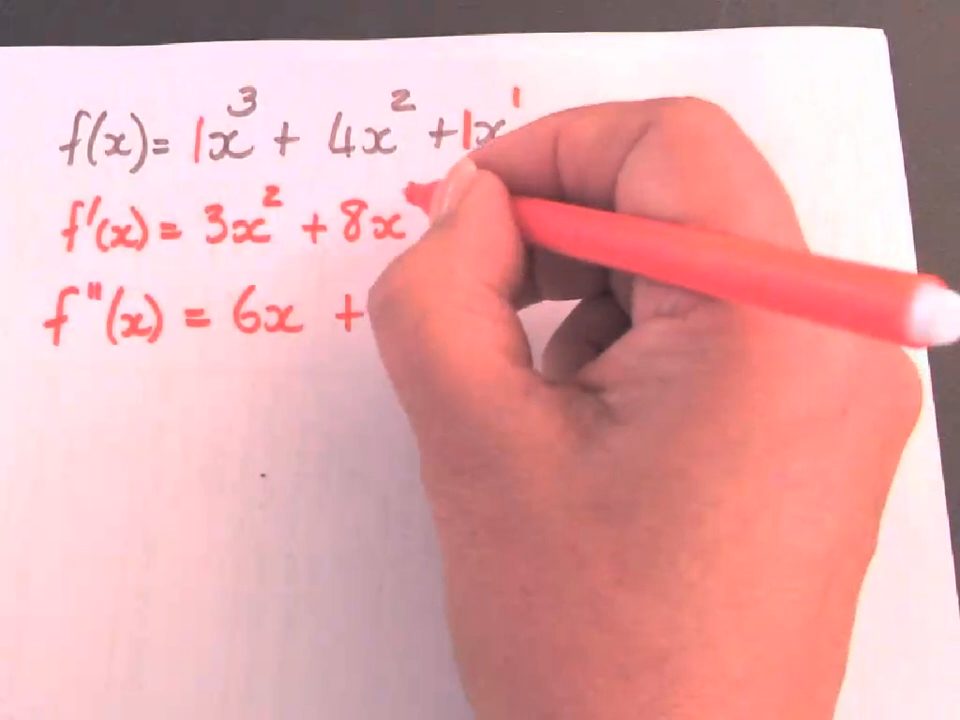 f(x)= 1x³ + 4x² +1x¹
f'(x) = 3x² + 8x
f"(x) = 6x +